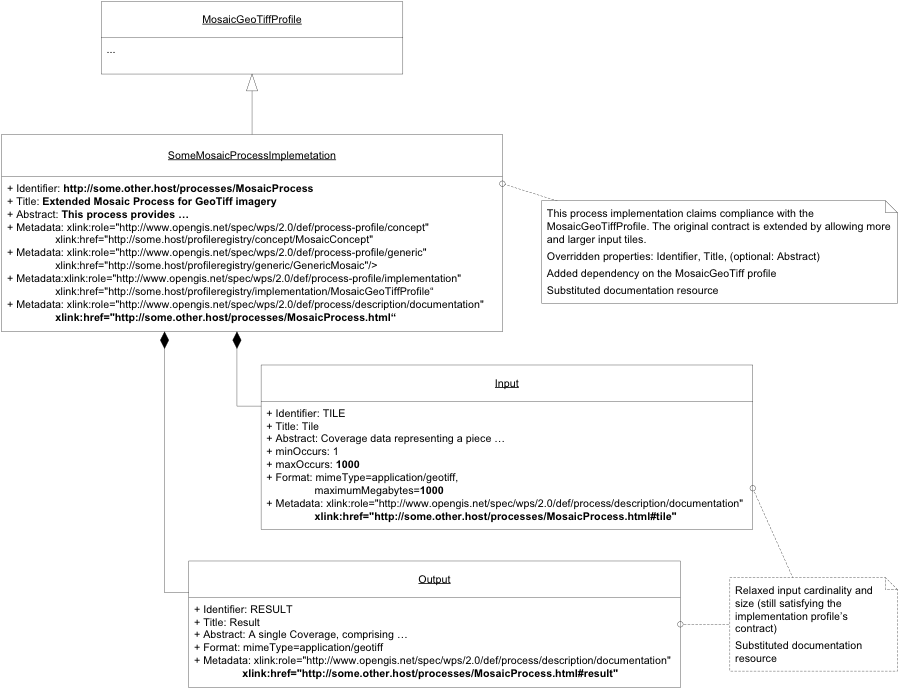 MosaicGeoTiffProfile
...
SomeMosaicProcessImplemetation
+ Identifier: http://some.other.host/processes/MosaicProcess
+ Title: Extended Mosaic Process for GeoTiff imagery
+ Abstract: This process provides …
+ Metadata: xlink:role="http://www.opengis.net/spec/wps/2.0/def/process-profile/concept"
xlink:href="http://some.host/profileregistry/concept/MosaicConcept"
+ Metadata: xlink:role="http://www.opengis.net/spec/wps/2.0/def/process-profile/generic"
xlink:href="http://some.host/profileregistry/generic/GenericMosaic"/>
+ Metadata:xlink:role="http://www.opengis.net/spec/wps/2.0/def/process-profile/implementation"
xlink:href="http://some.host/profileregistry/implementation/MosaicGeoTiffProfile“
+ Metadata: xlink:role="http://www.opengis.net/spec/wps/2.0/def/process/description/documentation"
xlink:href="http://some.other.host/processes/MosaicProcess.html“
This process implementation claims compliance with the
MosaicGeoTiffProfile. The original contract is extended by allowing more
and larger input tiles.
Overridden properties: Identifier, Title, (optional: Abstract)
Added dependency on the MosaicGeoTiff profile
Substituted documentation resource
Input
+ Identifier: TILE
+ Title: Tile
+ Abstract: Coverage data representing a piece …
+ minOccurs: 1
+ maxOccurs: 1000
+ Format: mimeType=application/geotiff,
maximumMegabytes=1000
+ Metadata: xlink:role="http://www.opengis.net/spec/wps/2.0/def/process/description/documentation"
xlink:href="http://some.other.host/processes/MosaicProcess.html#tile"
Output
+ Identifier: RESULT
+ Title: Result
+ Abstract: A single Coverage, comprising …
+ Format: mimeType=application/geotiff
+ Metadata: xlink:role="http://www.opengis.net/spec/wps/2.0/def/process/description/documentation"
xlink:href="http://some.other.host/processes/MosaicProcess.html#result"
Relaxed input cardinality and
size (still satisfying the
implementation profile’s
contract)
Substituted documentation
resource